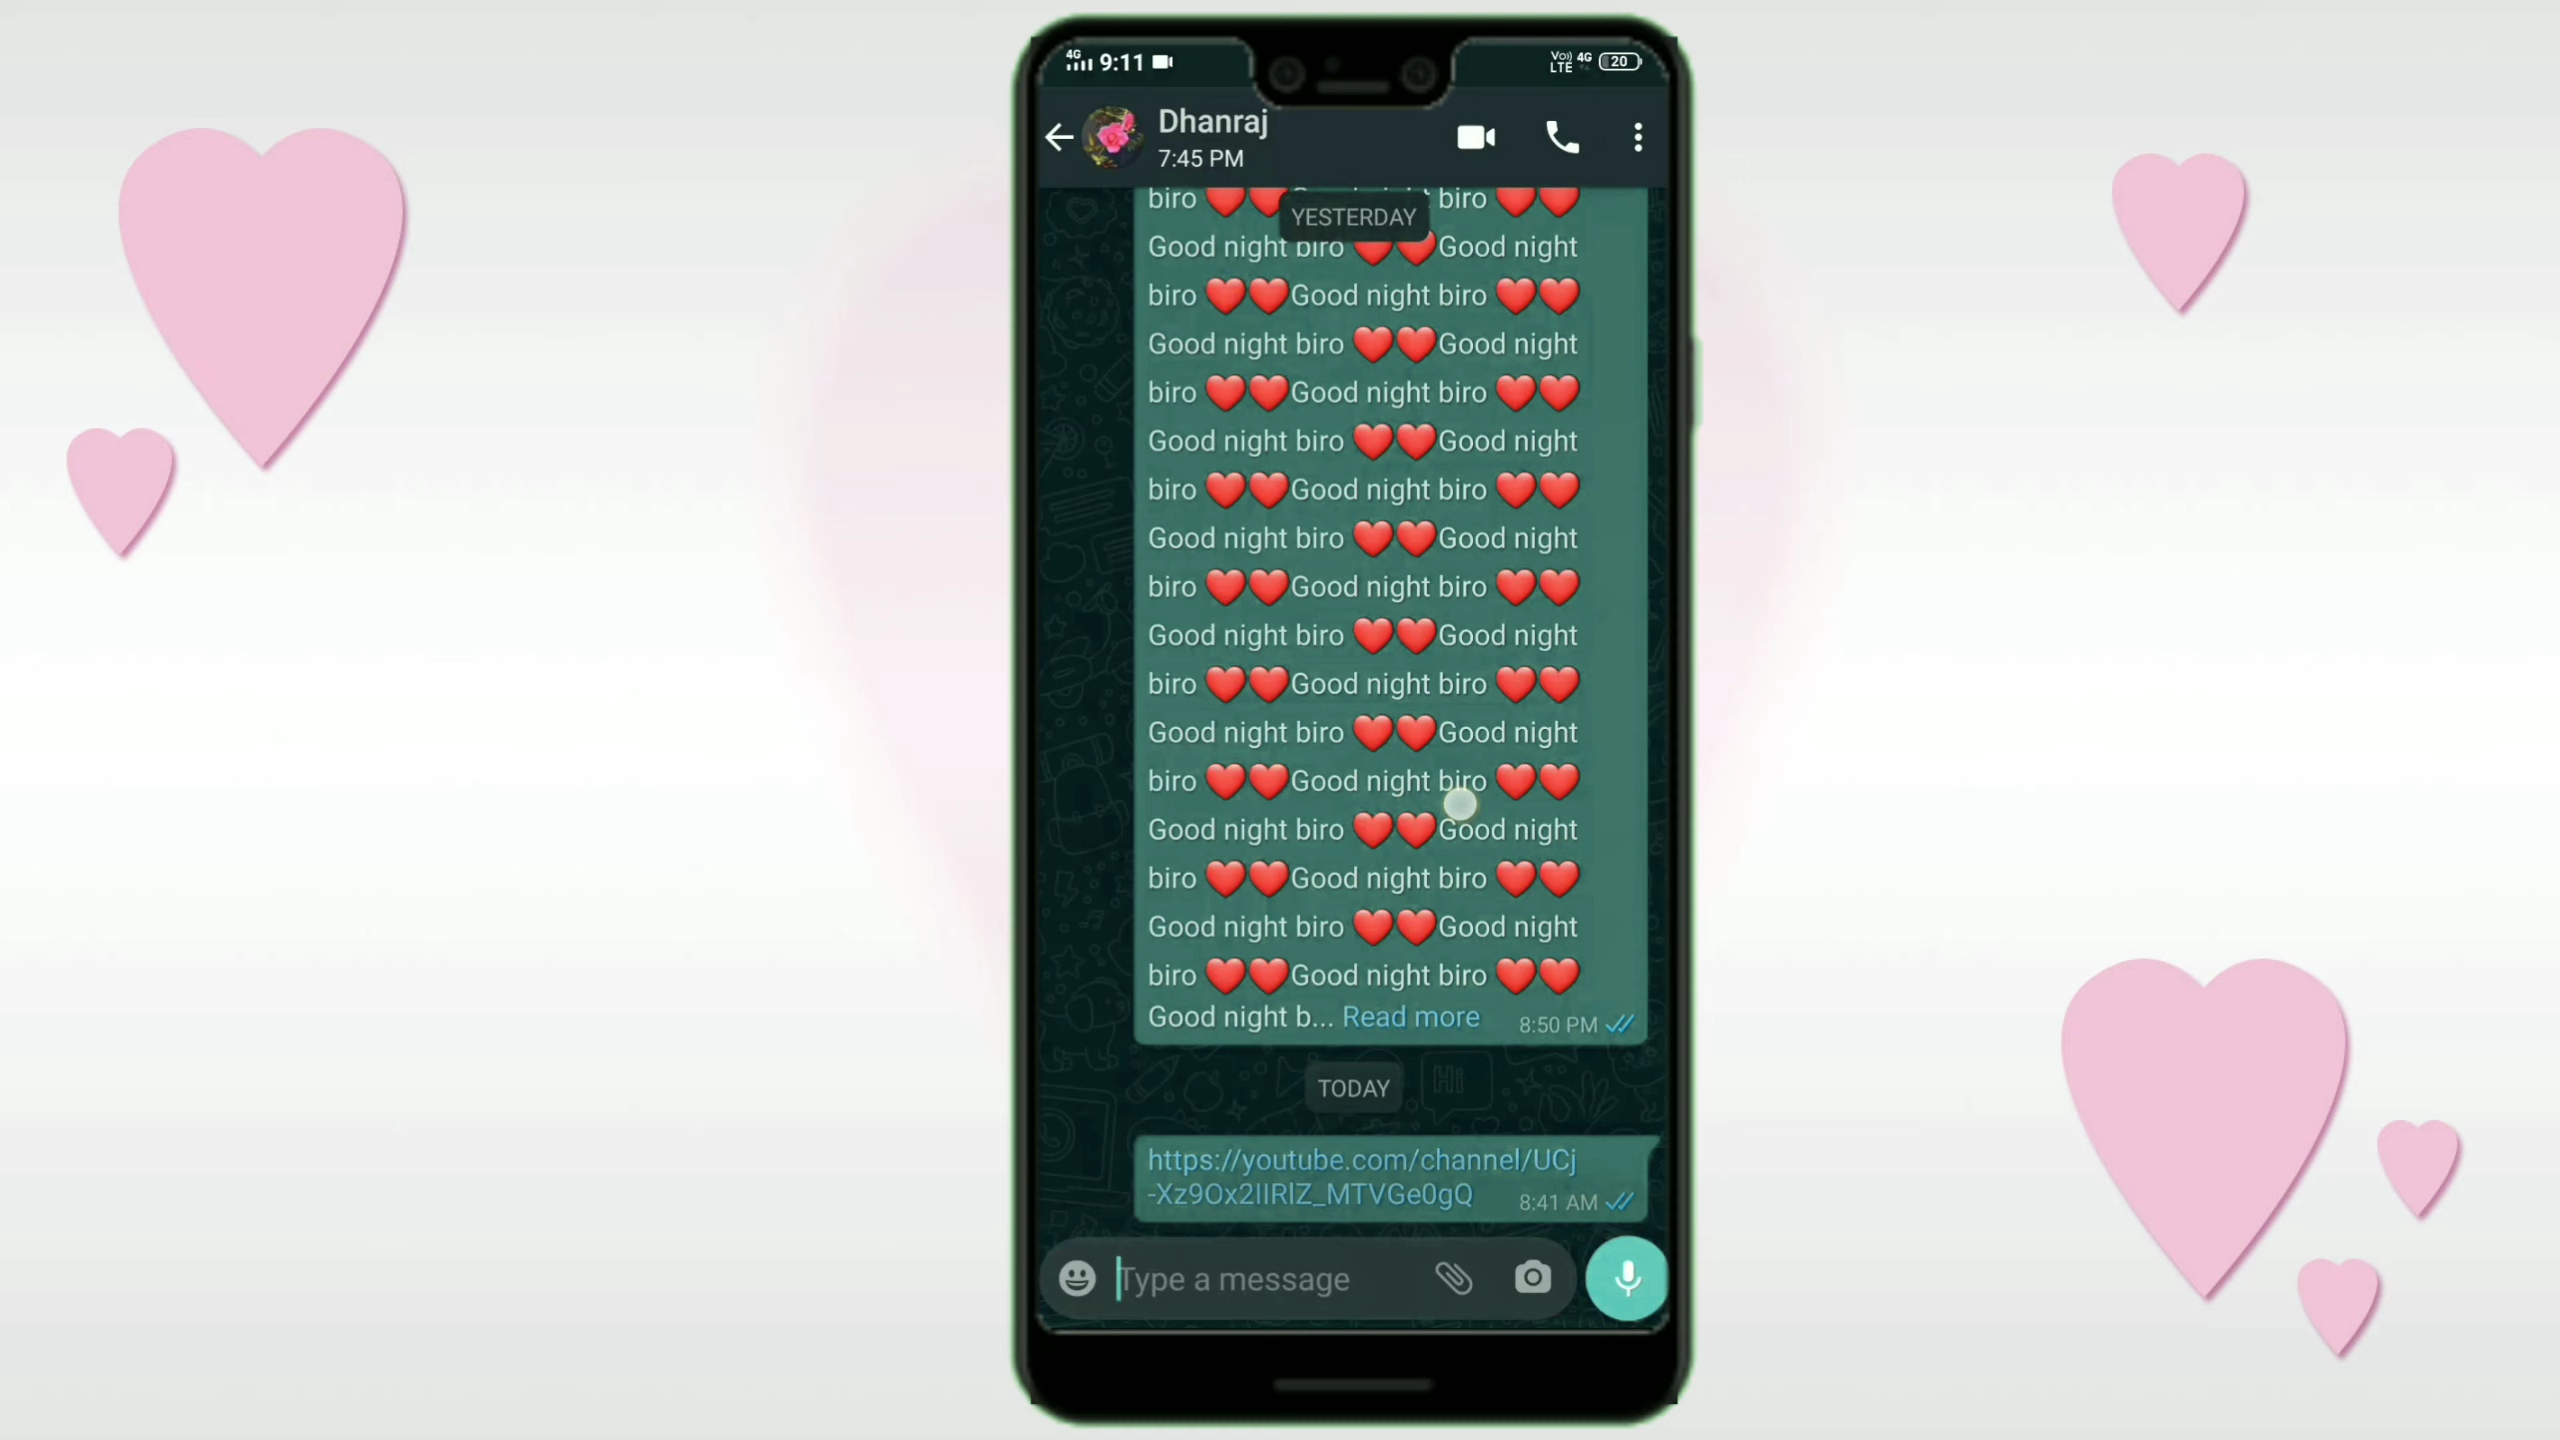 4G 9:11 VoI) LTE 4G 20
Dhanraj
7:45 PM
biro ❤️❤️ biro ❤️❤️
YESTERDAY
Good night biro ❤️❤️Good night
biro ❤️❤️Good night biro ❤️❤️
Good night biro ❤️❤️Good night
biro ❤️❤️Good night biro ❤️❤️
Good night biro ❤️❤️Good night
biro ❤️❤️Good night biro ❤️❤️
Good night biro ❤️❤️Good night
biro ❤️❤️Good night biro ❤️❤️
Good night biro ❤️❤️Good night
biro ❤️❤️Good night biro ❤️❤️
Good night biro ❤️❤️Good night
biro ❤️❤️Good night biro ❤️❤️
Good night biro ❤️❤️Good night
biro ❤️❤️Good night biro ❤️❤️
Good night biro ❤️❤️Good night
biro ❤️❤️Good night biro ❤️❤️
Good night b... Read more 8:50 PM
TODAY
https://youtube.com/channel/UCj
-Xz9Ox2IIRlZ_MTVGe0gQ 8:41 AM
Type a message